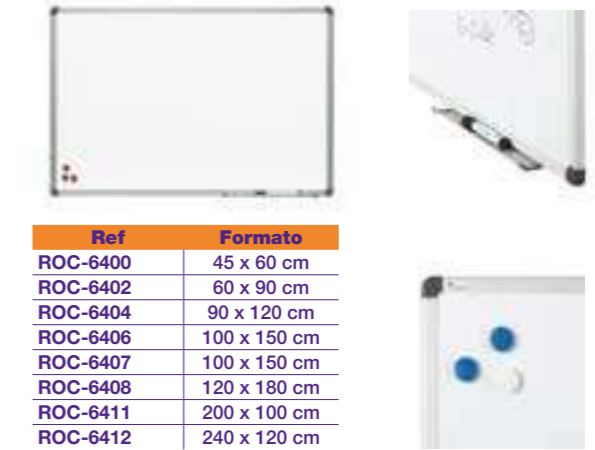 Ref Formato
ROC-6400 45 x 60 cm
ROC-6402 60 x 90 cm
ROC-6404 90 x 120 cm
ROC-6406 100 x 150 cm
ROC-6407 100 x 150 cm
ROC-6408 120 x 180 cm
ROC-6411 200 x 100 cm
ROC-6412 240 x 120 cm